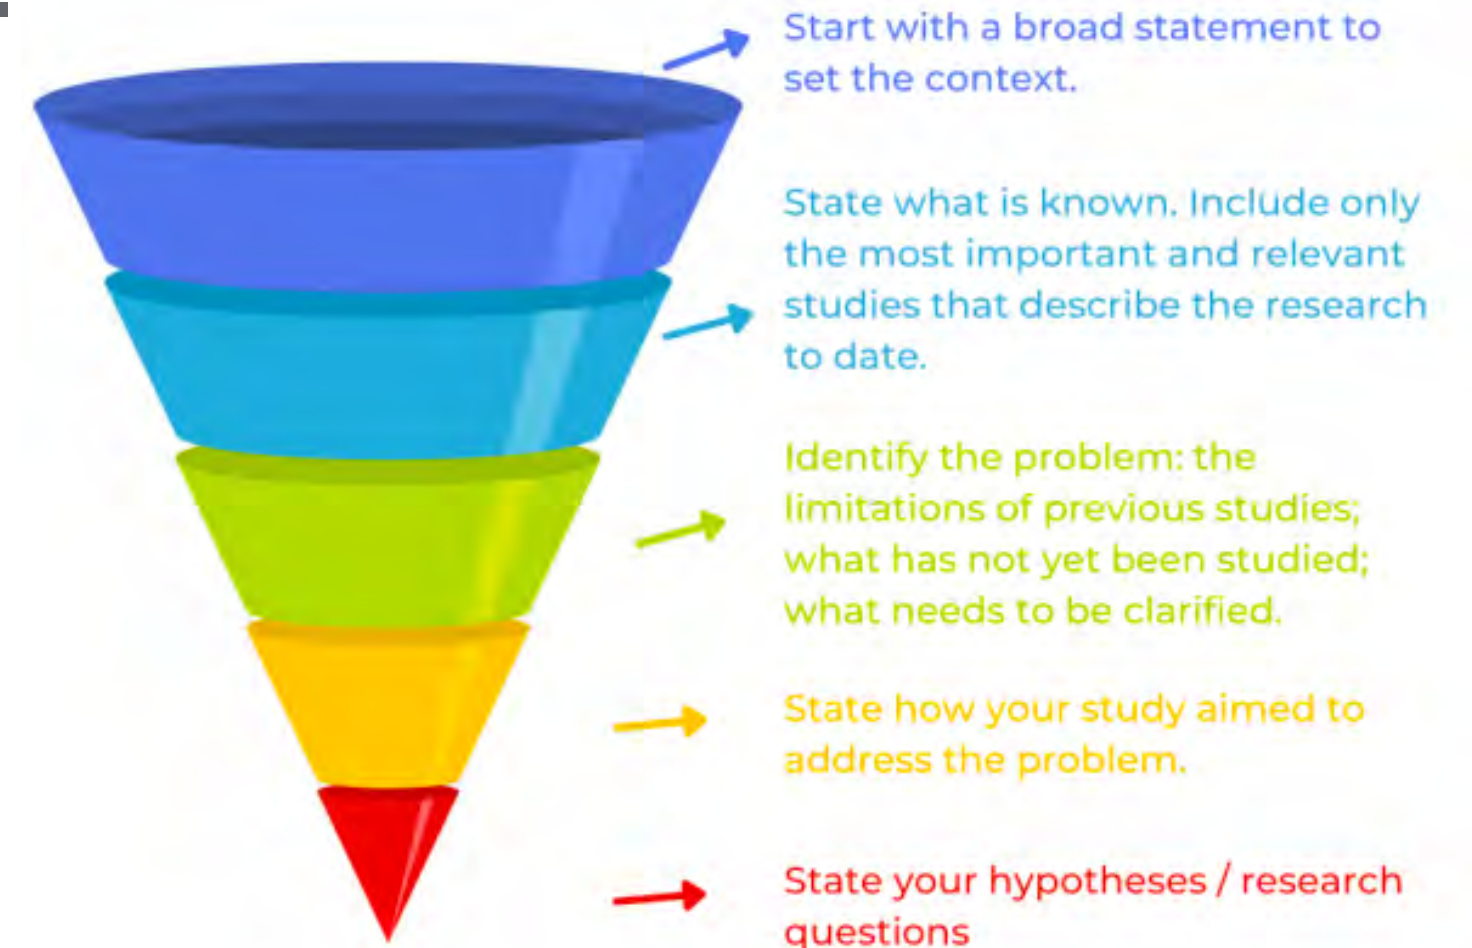 Start with a broad statement to
set the context.
State what is known. Include only
the most important and relevant
studies that describe the research
to date.
Identify the problem: the
limitations of previous studies;
what has not yet been studied;
what needs to be clarified.
State how your study aimed to
address the problem.
State your hypotheses / research
questions